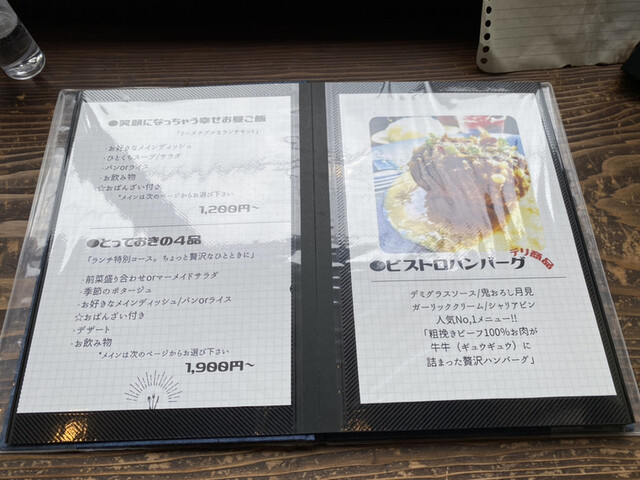 ●笑顔になっちゃう幸せお昼ご飯
・お好きなメインディッシュ
・ひとくちスープ/サラダ
・パンorライス
・お飲み物
☆おばんざい付き
*メインは次のページからお選び下さい
1,200円〜
●とっておきの4品
「ランチ特別コース。ちょっと贅沢なひとときに」
・前菜盛り合わせorマーメイドサラダ
・季節のポタージュ
・お好きなメインディッシュ/パンorライス
☆おばんざい付き
・デザート
・お飲み物
*メインは次のページからお選び下さい
1,900円〜
デリ商品
●ビストロハンバーグ
デミグラスソース/鬼おろし月見
ガーリッククリーム/シャリアピン
人気No,1メニュー!!
「粗挽きビーフ100%お肉が
牛牛（ギュウギュウ）に
詰まった贅沢ハンバーグ」